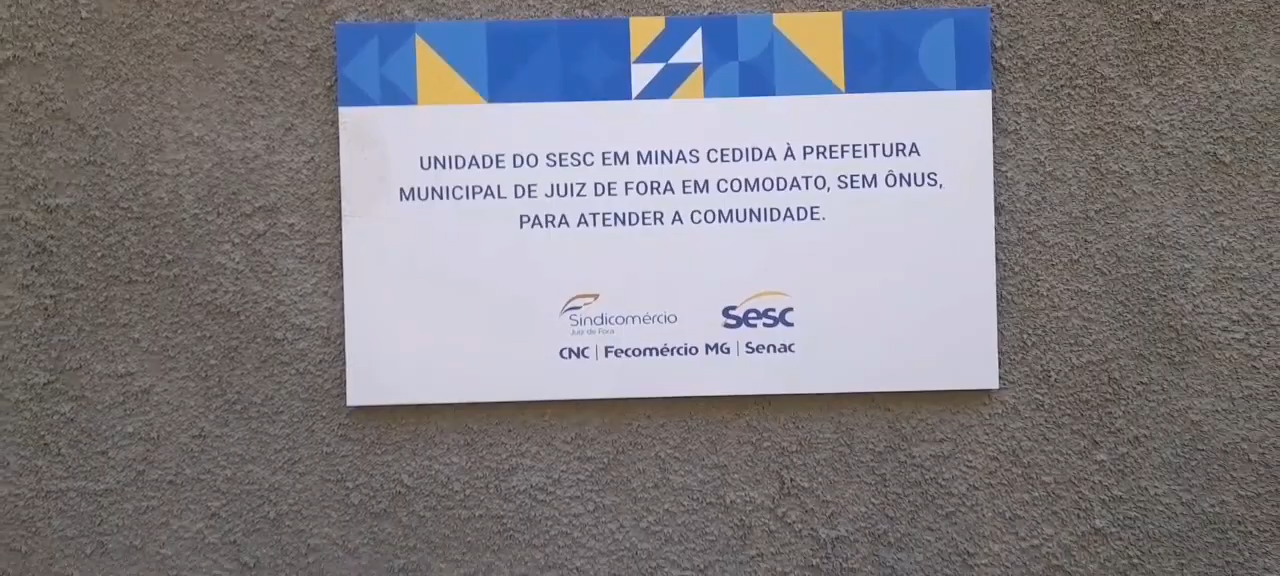 UNIDADE DO SESC EM MINAS CEDIDA À PREFEITURA
MUNICIPAL DE JUIZ DE FORA EM COMODATO, SEM ÔNUS,
PARA ATENDER A COMUNIDADE.
Sindicomércio
Juiz de Fora
Sesc
CNC | Fecomércio MG | Senac